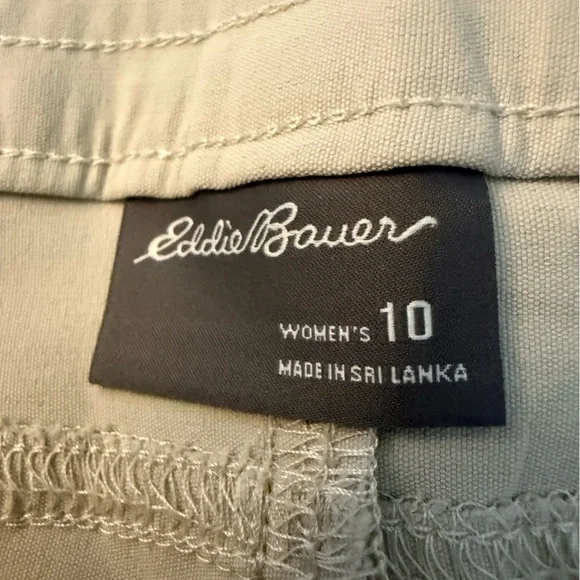 Eddie Bauer
WOMEN'S 10
MADE IN SRI LANKA